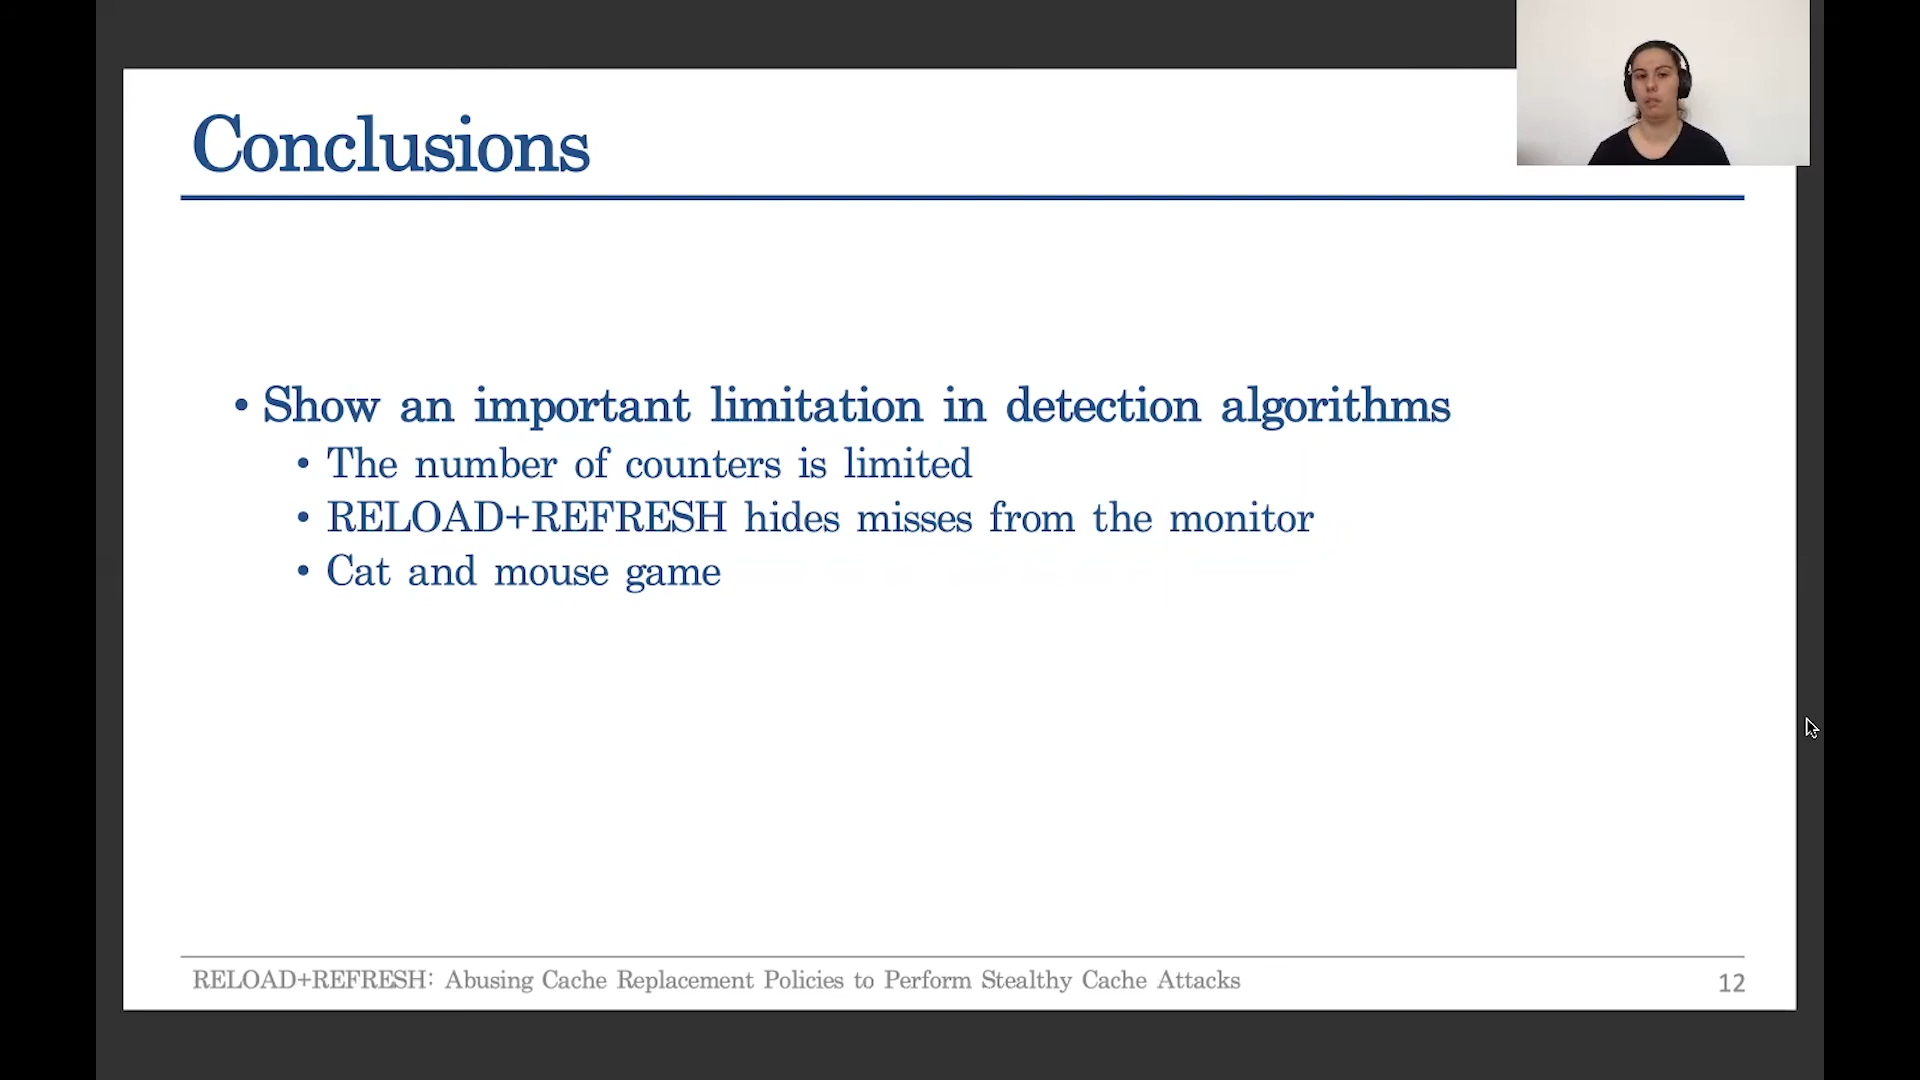 Conclusions
• Show an important limitation in detection algorithms
• The number of counters is limited
• RELOAD+REFRESH hides misses from the monitor
• Cat and mouse game
RELOAD+REFRESH: Abusing Cache Replacement Policies to Perform Stealthy Cache Attacks
12